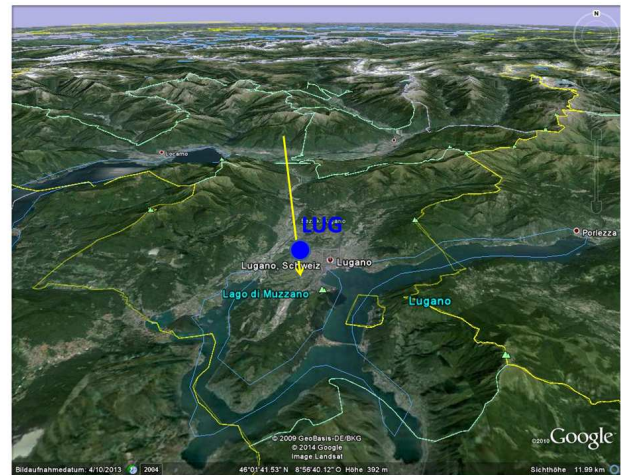 N
Locarno
LUG
Porlezza
Lugano, Schweiz
Lugano
Lago di Muzzano
Lugano
© 2009 GeoBasis-DE/BKG
© 2014 Google
Image Landsat
©2010 Google
Bildaufnahmedatum: 4/10/2013 2004 46°01'41.53" N 8°56'40.12" O Höhe 392 m Sichthöhe 11.99 km